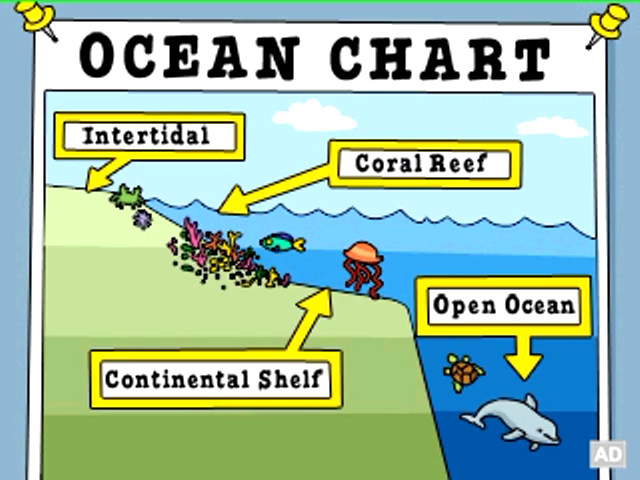 OCEAN CHART
Intertidal
Coral Reef
Open Ocean
Continental Shelf
AD